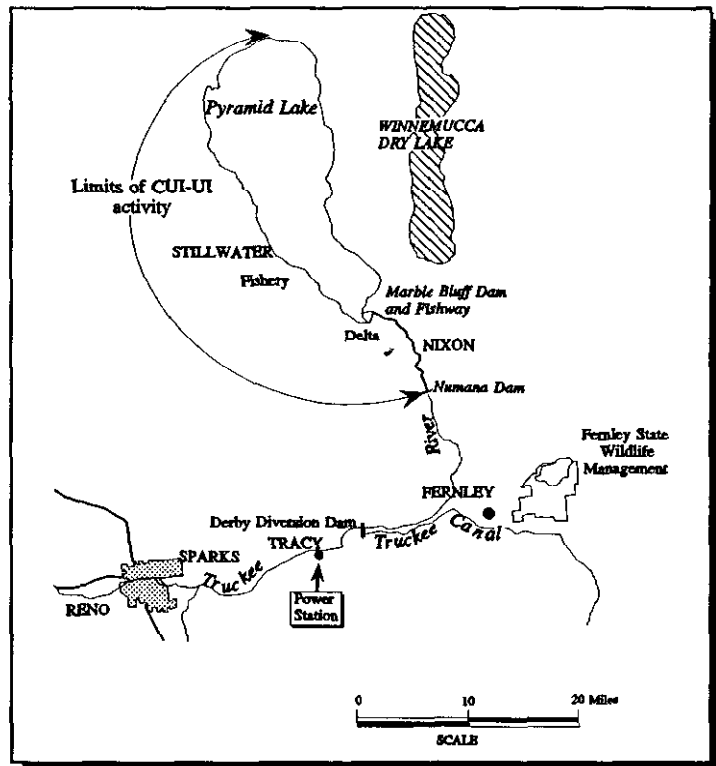 Pyramid Lake
WINNEMUCCA
DRY LAKE
Limits of CUI-UI
activity
STILLWATER
Fishery
Marble Bluff Dam
and Fishway
Delta
NIXON
Numana Dam
River
Fernley State
Wildlife
Management
FERNLEY
Derby Diversion Dam
Truckee Canal
TRACY
SPARKS
Truckee
RENO
Power
Station
0 10 20 Miles
SCALE